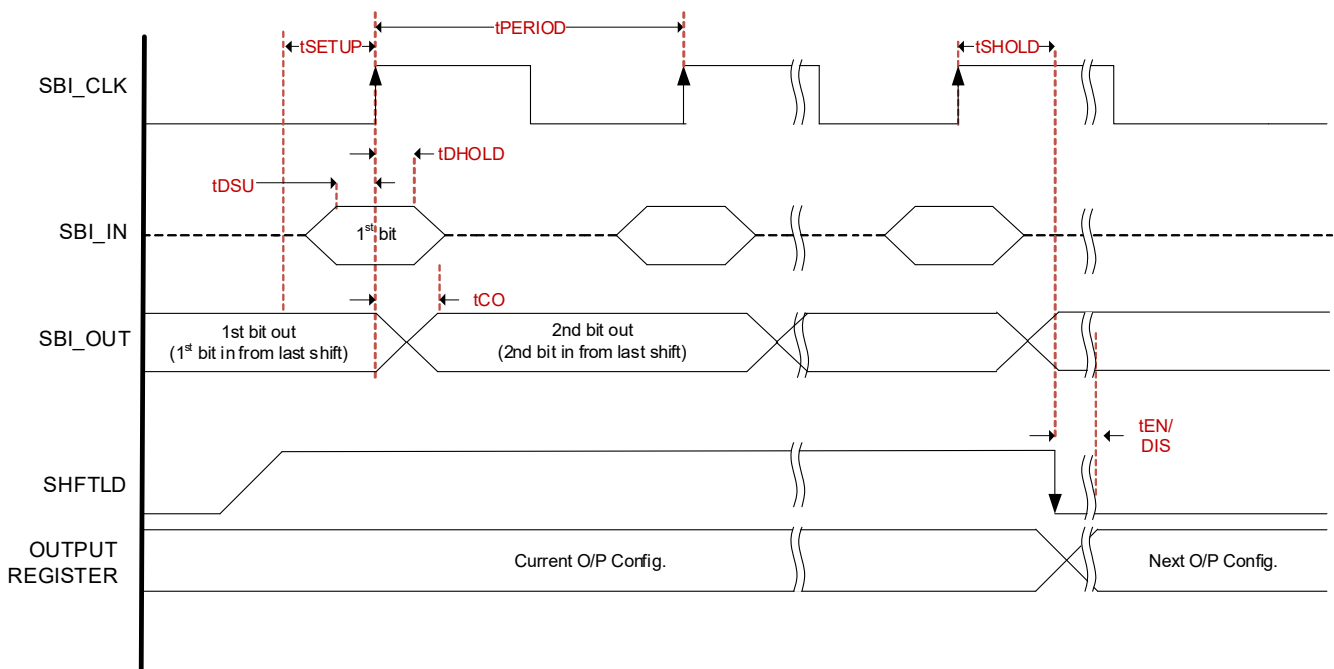 tPERIOD
tSETUP
tSHOLD
SBI_CLK
tDHOLD
tDSU
SBI_IN
1st bit
tCO
SBI_OUT
1st bit out
(1st bit in from last shift)
2nd bit out
(2nd bit in from last shift)
tEN/
DIS
SHFTLD
OUTPUT
REGISTER
Current O/P Config.
Next O/P Config.